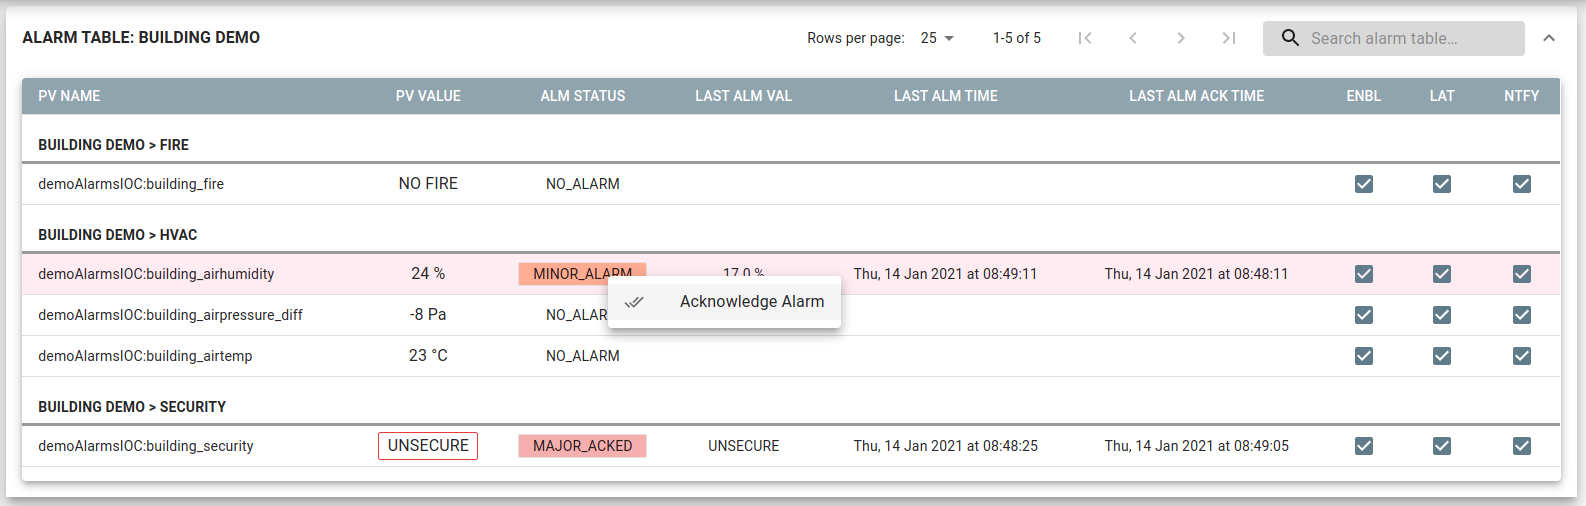 ALARM TABLE: BUILDING DEMO Rows per page: 25 1-5 of 5 Search alarm table...
PV NAME PV VALUE ALM STATUS LAST ALM VAL LAST ALM TIME LAST ALM ACK TIME ENBL LAT NTFY
BUILDING DEMO > FIRE
demoAlarmsIOC:building_fire NO FIRE NO_ALARM
BUILDING DEMO > HVAC
demoAlarmsIOC:building_airhumidity 24 % MINOR_ALARM 17.0 % Thu, 14 Jan 2021 at 08:49:11 Thu, 14 Jan 2021 at 08:48:11
Acknowledge Alarm
demoAlarmsIOC:building_airpressure_diff -8 Pa NO_ALAR
demoAlarmsIOC:building_airtemp 23 °C NO_ALARM
BUILDING DEMO > SECURITY
demoAlarmsIOC:building_security UNSECURE MAJOR_ACKED UNSECURE Thu, 14 Jan 2021 at 08:48:25 Thu, 14 Jan 2021 at 08:49:05